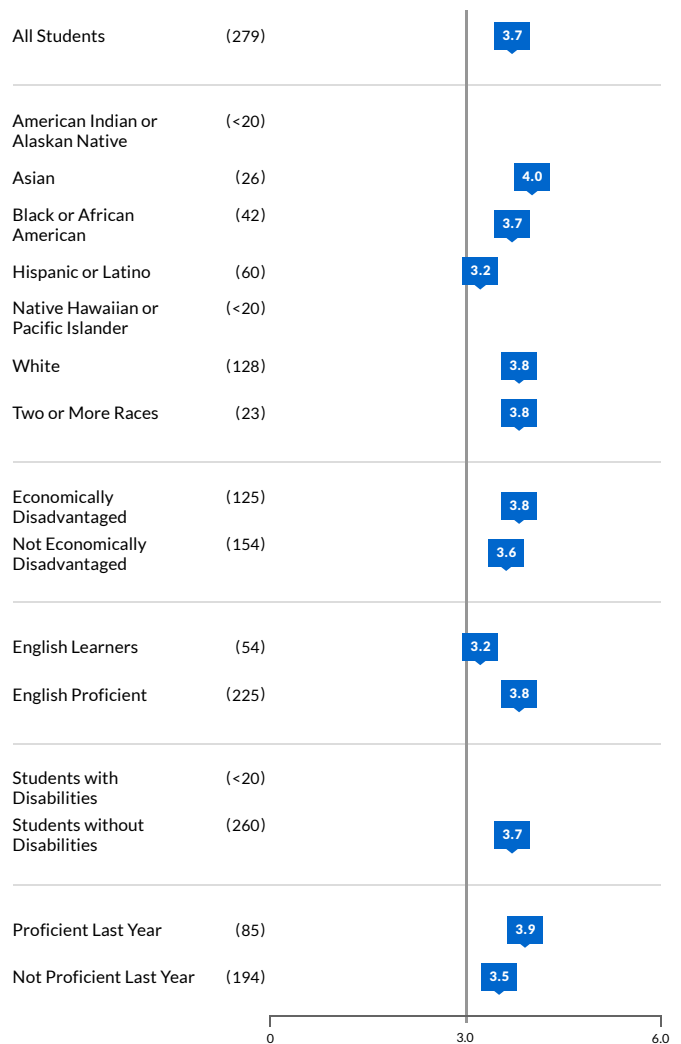 All Students (279) 3.7
American Indian or (<20)
Alaskan Native
Asian (26) 4.0
Black or African (42) 3.7
American
Hispanic or Latino (60) 3.2
Native Hawaiian or (<20)
Pacific Islander
White (128) 3.8
Two or More Races (23) 3.8
Economically (125) 3.8
Disadvantaged
Not Economically (154) 3.6
Disadvantaged
English Learners (54) 3.2
English Proficient (225) 3.8
Students with (<20)
Disabilities
Students without (260) 3.7
Disabilities
Proficient Last Year (85) 3.9
Not Proficient Last Year (194) 3.5
0 3.0 6.0